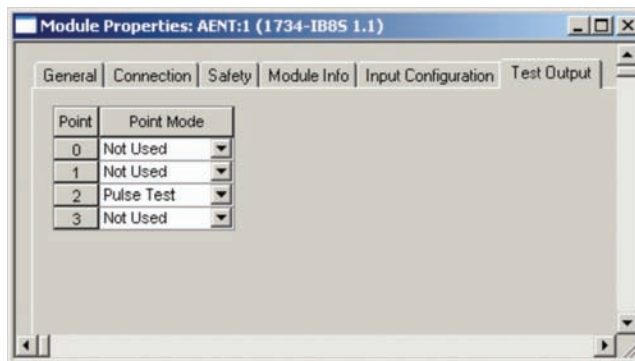 Module Properties: AENT:1 (1734-IB8S 1.1)
General Connection Safety Module Info Input Configuration Test Output
Point Point Mode
0 Not Used
1 Not Used
2 Pulse Test
3 Not Used